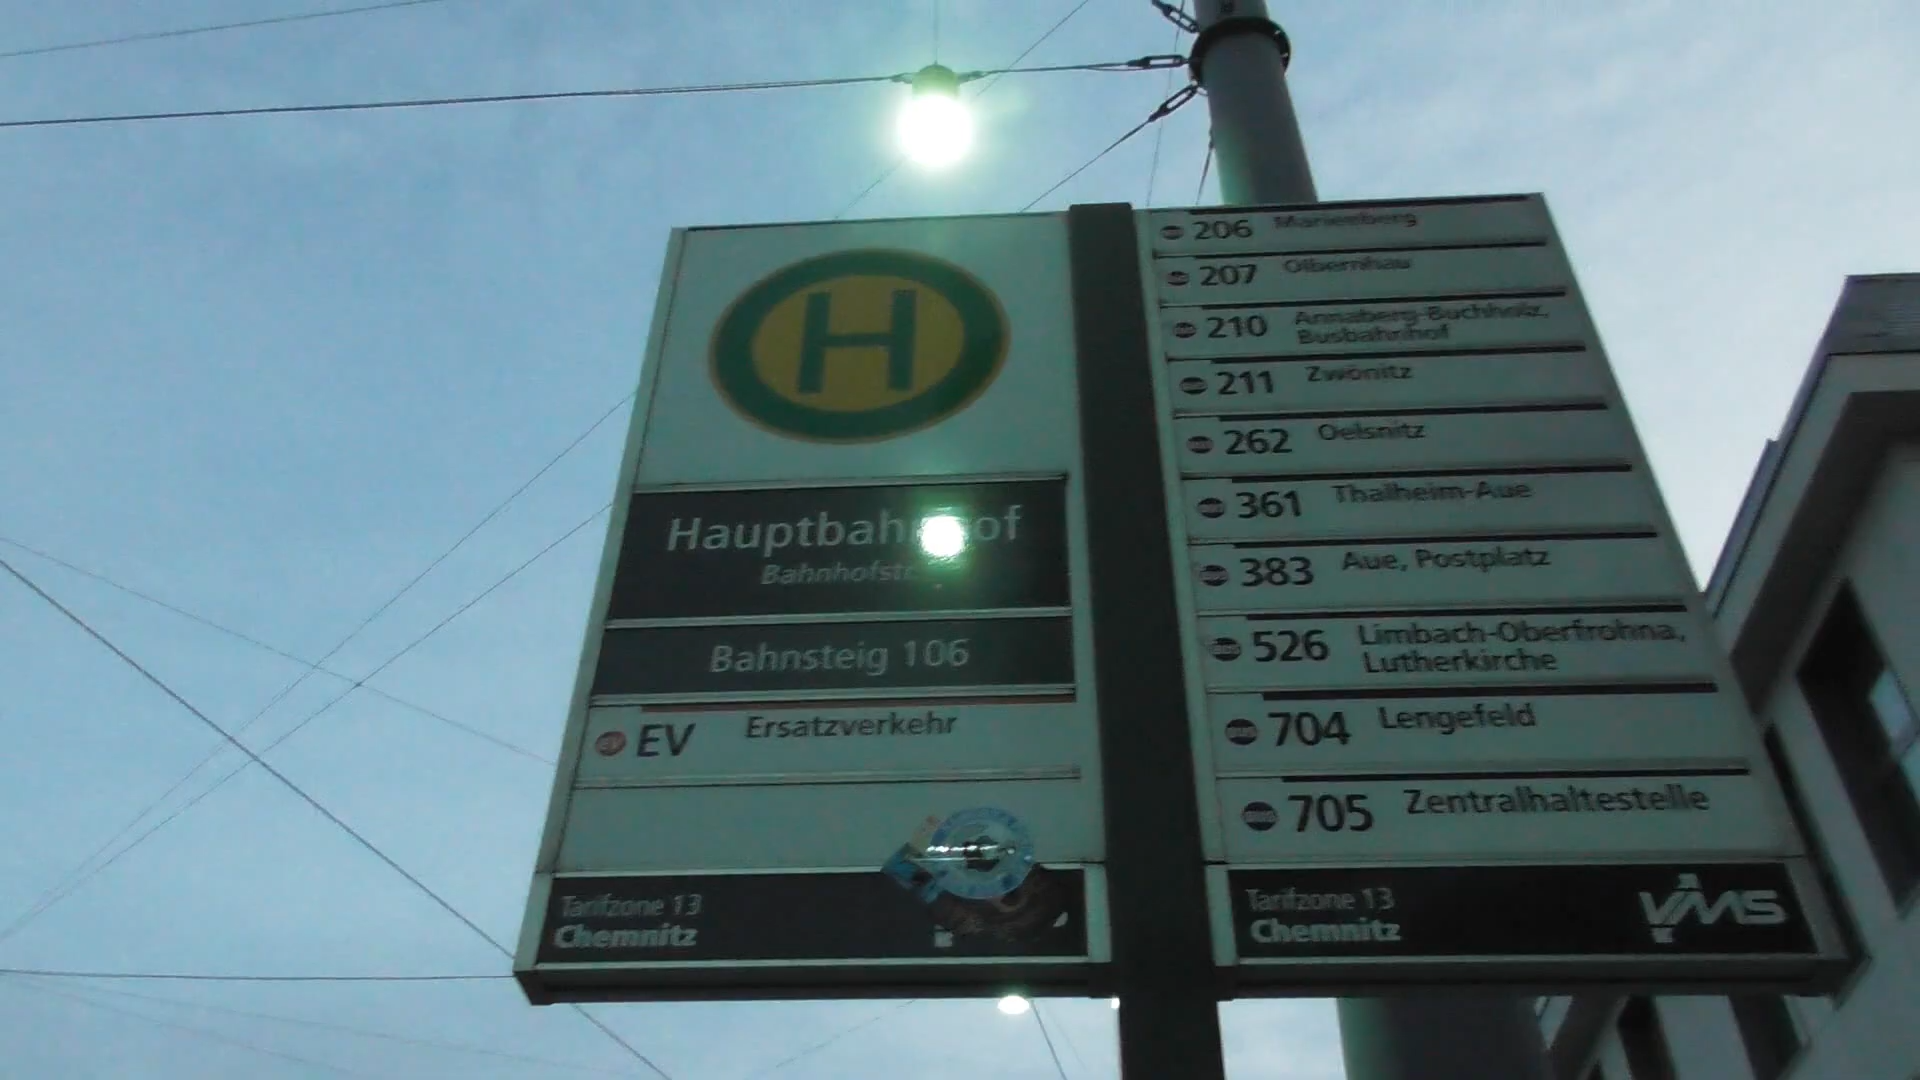 H
Hauptbahnhof
Bahnhofstr.
Bahnsteig 106
EV Ersatzverkehr
Tarifzone 13
Chemnitz
206 Marienberg
207 Olbernhau
210 Annaberg-Buchholz,
Busbahnhof
211 Zwönitz
262 Oelsnitz
361 Thalheim-Aue
383 Aue, Postplatz
526 Limbach-Oberfrohna,
Lutherkirche
704 Lengefeld
705 Zentralhaltestelle
Tarifzone 13
Chemnitz
VMS